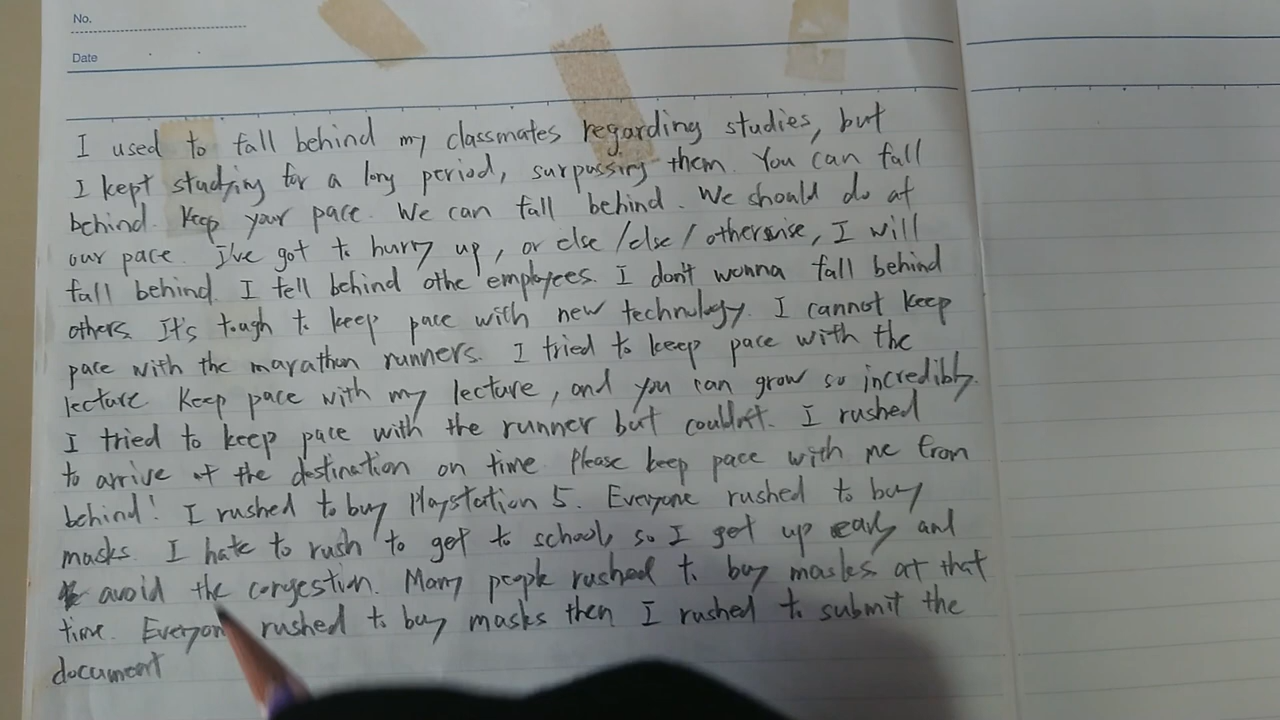 No.
Date
I used to fall behind my classmates regarding studies, but
I kept studying for a long period, surpussing them. You can fall
behind. Keep your pace. We can fall behind. We should do at
our pace. I've got to hurry up, or else / else / otherwise, I will
fall behind. I fell behind othe employees. I don't wanna fall behind
others. It's tough to keep pace with new technology. I cannot keep
pace with the marathon runners. I tried to keep pace with the
lecture. Keep pace with my lecture, and you can grow so incredibly.
I tried to keep pace with the runner but couldn't. I rushed
to arrive at the destination on time. Please keep pace with me from
behind! I rushed to buy Playstation 5. Everyone rushed to buy
masks. I hate to rush to get to school, so I get up early and
avoid the congestion. Many people rushed to buy masks at that
time. Everyone rushed to buy masks then I rushed to submit the
document